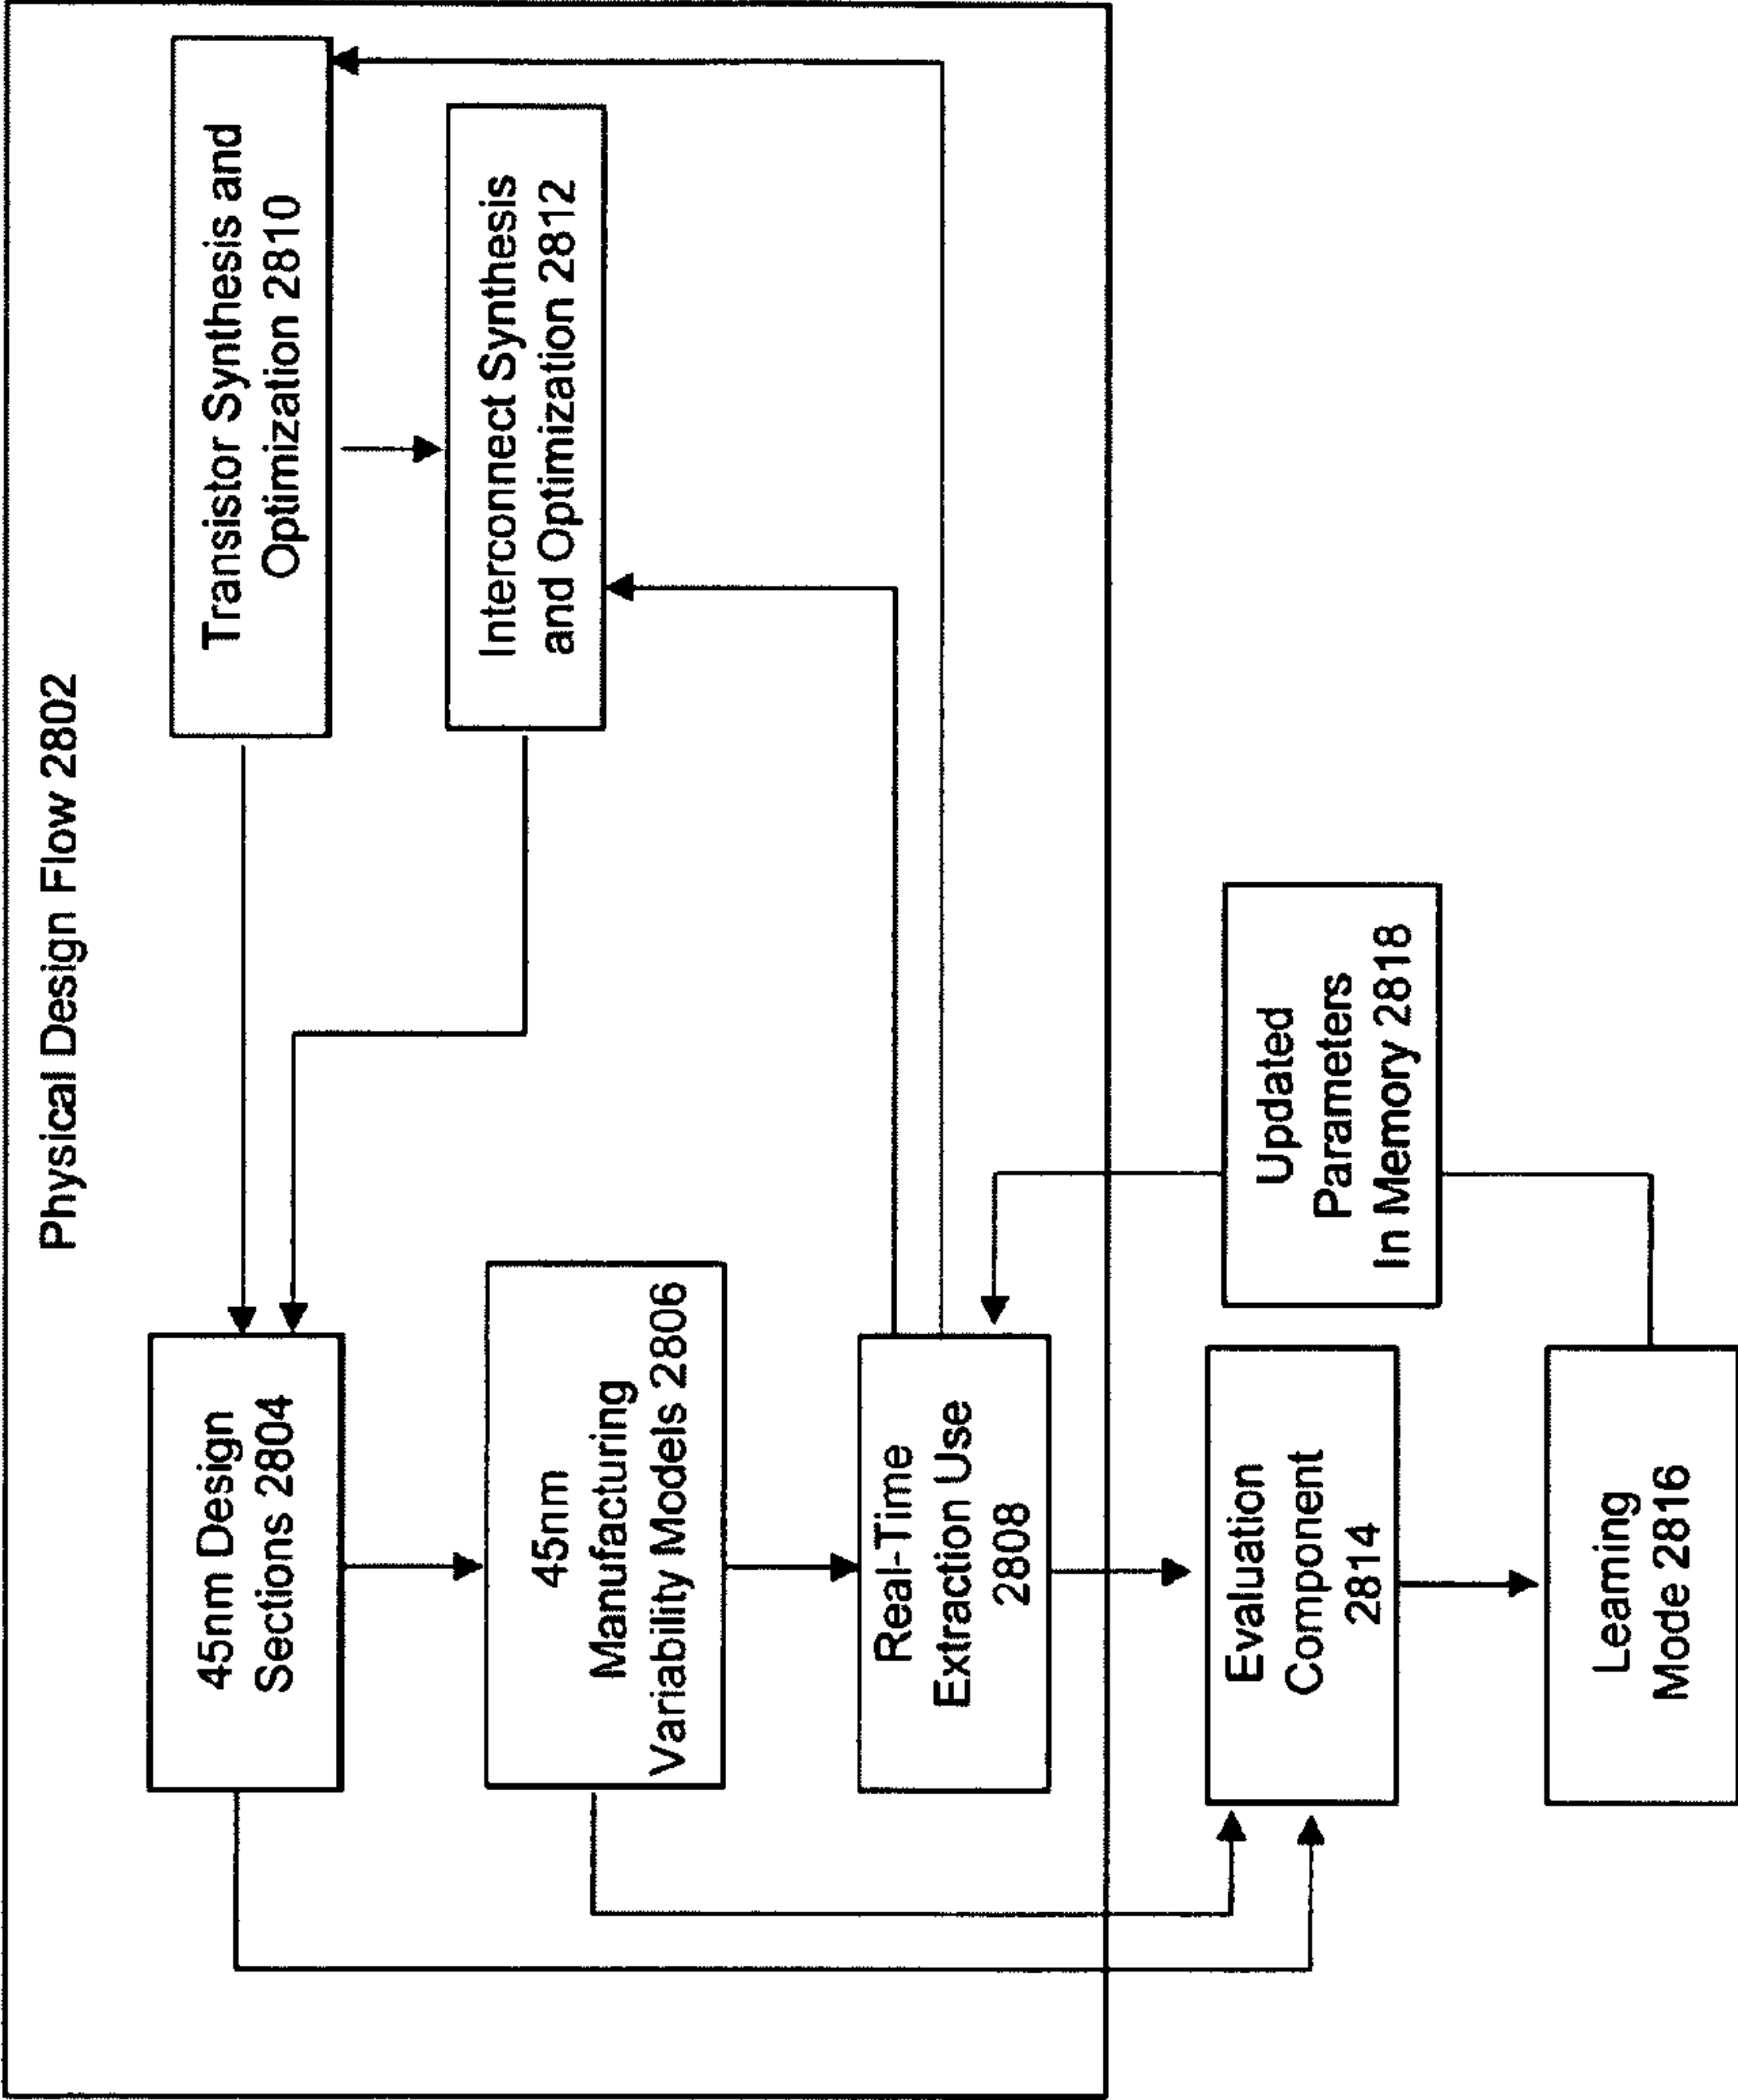 Physical Design Flow 2802
45nm Design
Sections 2804
Transistor Synthesis and
Optimization 2810
45nm
Manufacturing
Variability Models 2806
Interconnect Synthesis
and Optimization 2812
Real-Time
Extraction Use
2808
Evaluation
Component
2814
Updated
Parameters
In Memory 2818
Learning
Mode 2816